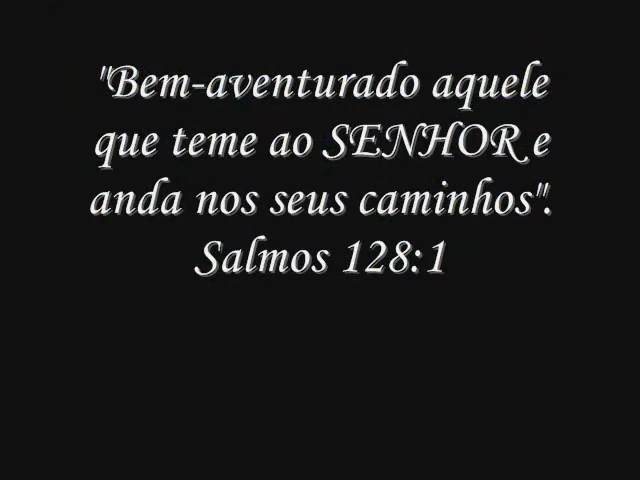 "Bem-aventurado aquele
que teme ao SENHOR e
anda nos seus caminhos".
Salmos 128:1